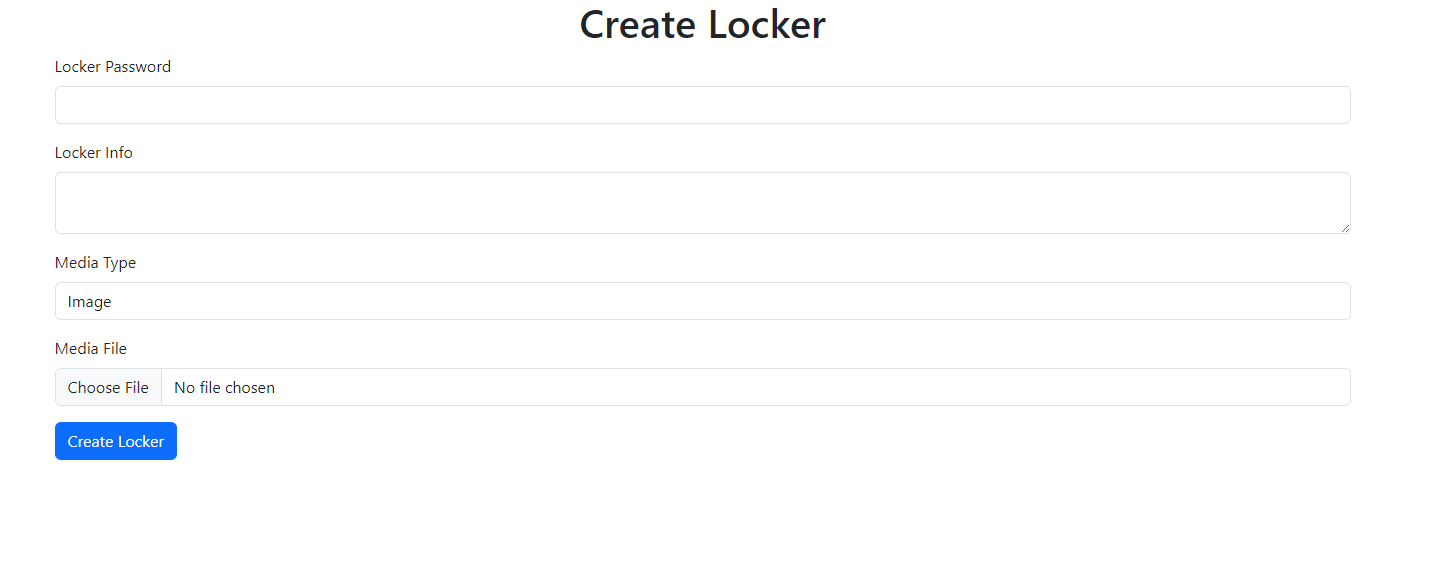 Create Locker
Locker Password
Locker Info
Media Type
Image
Media File
Choose File No file chosen
Create Locker